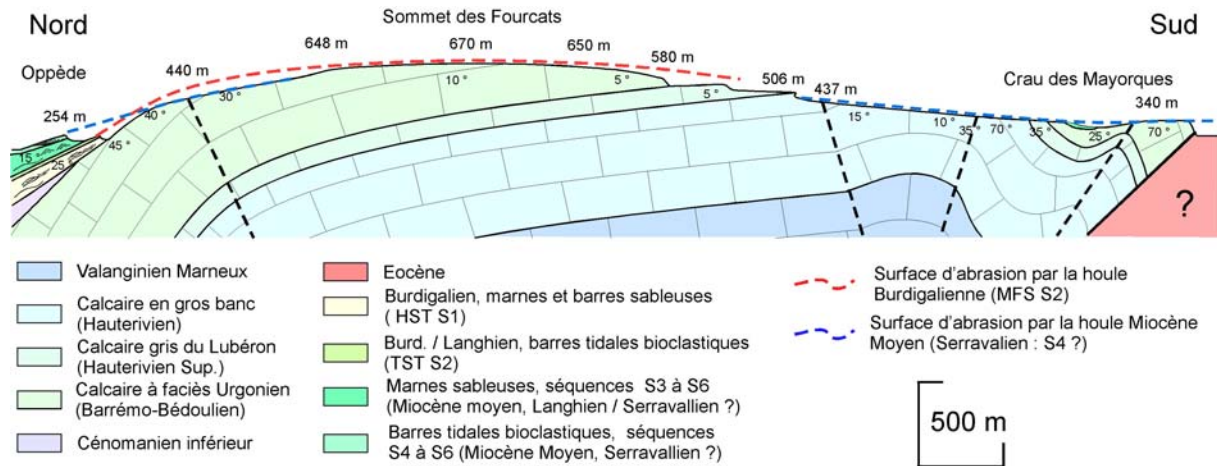 Nord
Sommet des Fourcats
Sud
Oppède
Crau des Mayorques
648 m
670 m
650 m
580 m
440 m
506 m
437 m
340 m
254 m
40 °
30 °
10 °
5 °
5 °
15 °
10 °
35 °
70 °
35 °
25 °
70 °
45 °
15
25
?
Valanginien Marneux
Calcaire en gros banc
(Hauterivien)
Calcaire gris du Lubéron
(Hauterivien Sup.)
Calcaire à faciès Urgonien
(Barrémo-Bédoulien)
Cénomanien inférieur
Eocène
Burdigalien, marnes et barres sableuses
( HST S1)
Burd. / Langhien, barres tidales bioclastiques
(TST S2)
Marnes sableuses, séquences S3 à S6
(Miocène moyen, Langhien / Serravallien ?)
Barres tidales bioclastiques, séquences
S4 à S6 (Miocène Moyen, Serravallien ?)
Surface d'abrasion par la houle
Burdigalienne (MFS S2)
Surface d'abrasion par la houle Miocène
Moyen (Serravalien : S4 ?)
500 m